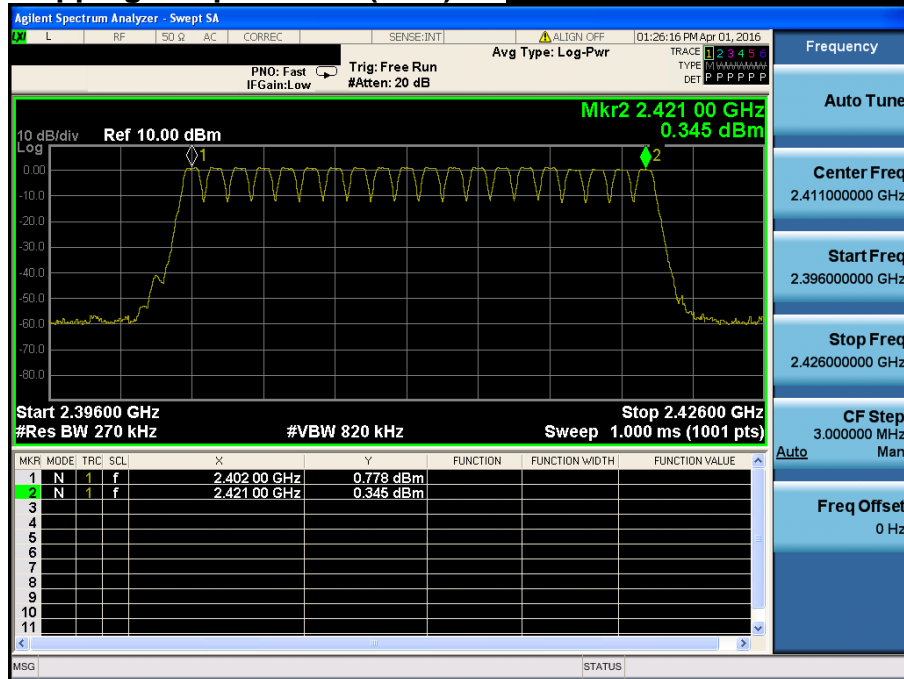 Agilent Spectrum Analyzer - Swept SA
LXI L RF 50 Ω AC CORREC SENSE:INT ALIGN OFF 01:26:16 PM Apr 01, 2016
Frequency
Avg Type: Log-Pwr TRACE 1 2 3 4 5 6
PNO: Fast Trig: Free Run TYPE M W W W W W
IFGain:Low #Atten: 20 dB DET P P P P P P
Auto Tune
Mkr2 2.421 00 GHz
10 dB/div Ref 10.00 dBm 0.345 dBm
Log
1 2
0.00
-10.0
-20.0
-30.0
-40.0
-50.0
-60.0
-70.0
-80.0
Center Freq
2.411000000 GHz
Start Freq
2.396000000 GHz
Stop Freq
2.426000000 GHz
Start 2.39600 GHz Stop 2.42600 GHz
#Res BW 270 kHz #VBW 820 kHz Sweep 1.000 ms (1001 pts)
CF Step
3.000000 MHz
Auto Man
MKR MODE TRC SCL X Y FUNCTION FUNCTION WIDTH FUNCTION VALUE
1 N 1 f 2.402 00 GHz 0.778 dBm
2 N 1 f 2.421 00 GHz 0.345 dBm
3
4
5
6
7
8
9
10
11
Freq Offset
0 Hz
MSG STATUS